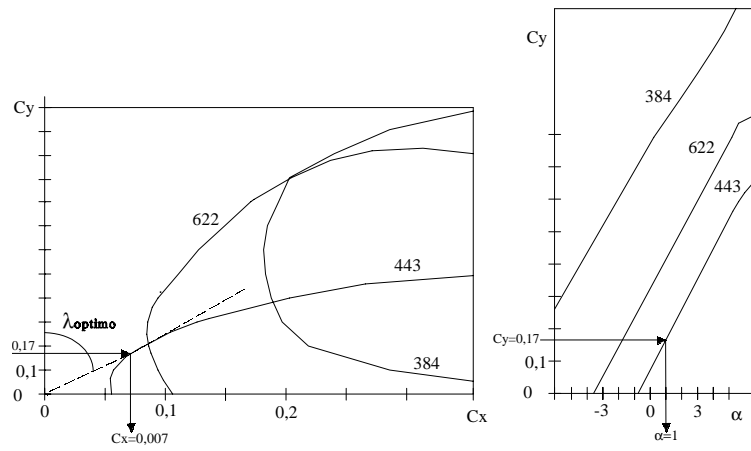 Cy
622
443
384
λoptimo
0,17
0,1
0
0
0,1
0,2
Cx
Cx=0,007
Cy
384
622
443
Cy=0,17
0,1
0
-3
0
3
α
α=1